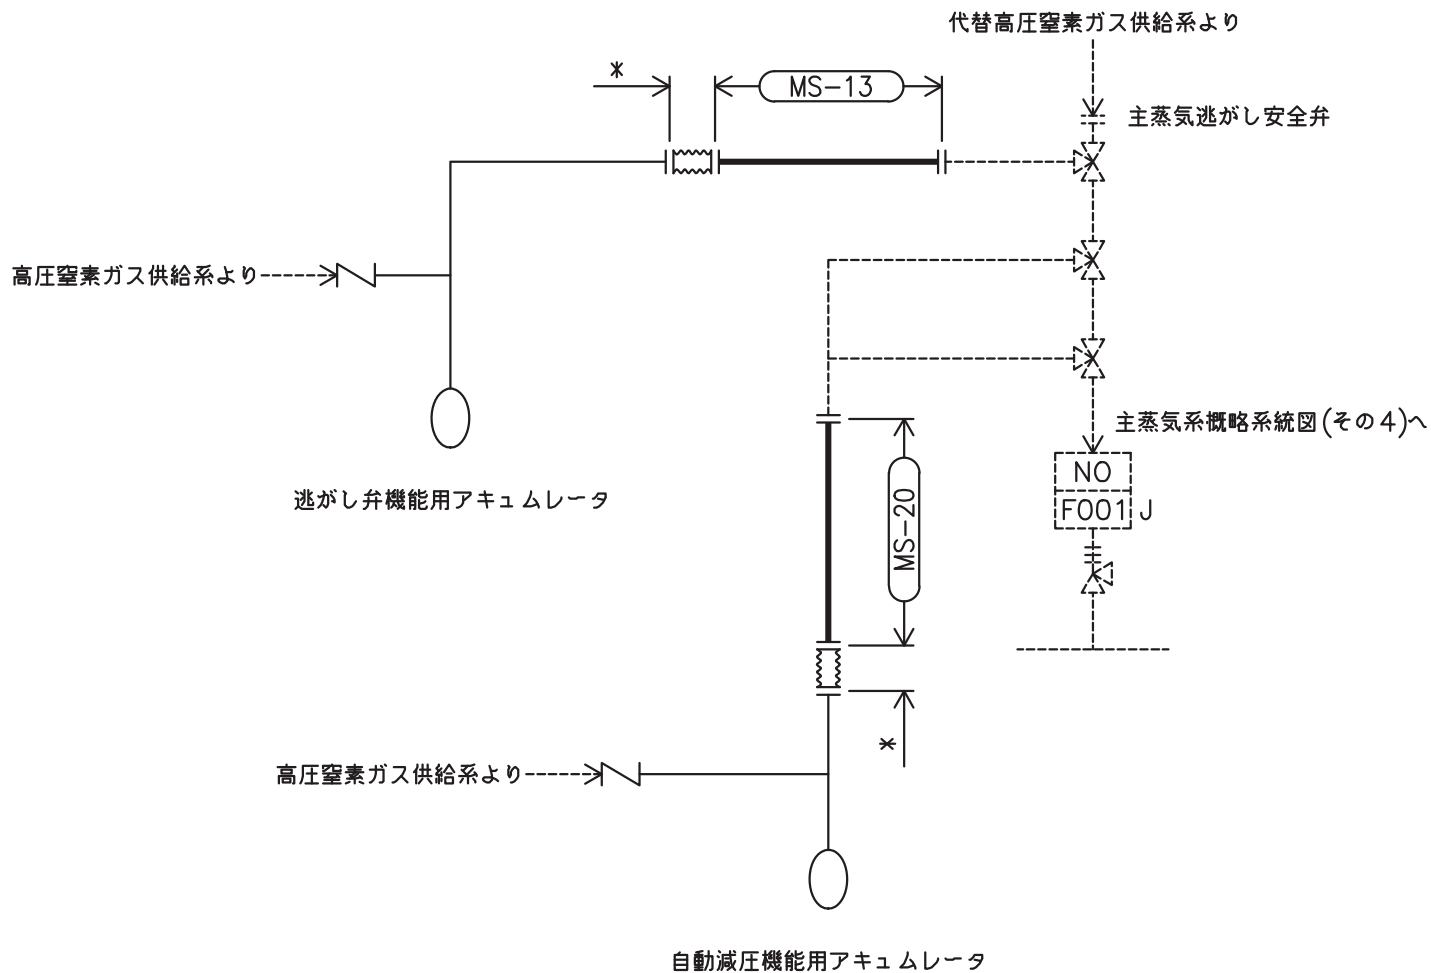 代替高圧窒素ガス供給系より
*
MS-13
主蒸気逃がし安全弁
高圧窒素ガス供給系より
主蒸気系概略系統図(その4)へ
NO
F001J
逃がし弁機能用アキュムレータ
MS-20
*
高圧窒素ガス供給系より
自動減圧機能用アキュムレータ